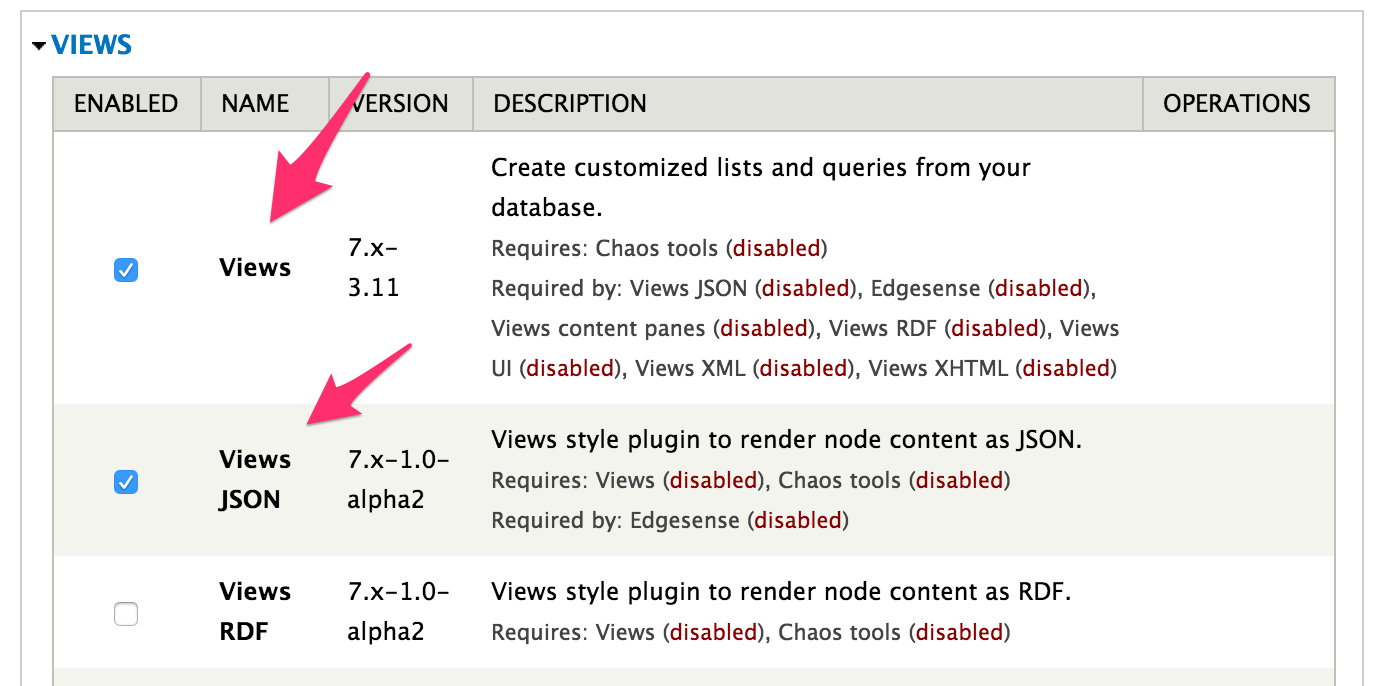 VIEWS
ENABLED NAME VERSION DESCRIPTION OPERATIONS
Create customized lists and queries from your
database.
Requires: Chaos tools (disabled)
Views
7.x-
3.11
Required by: Views JSON (disabled), Edgesense (disabled),
Views content panes (disabled), Views RDF (disabled), Views
UI (disabled), Views XML (disabled), Views XHTML (disabled)
Views
JSON
7.x-1.0-
alpha2
Views style plugin to render node content as JSON.
Requires: Views (disabled), Chaos tools (disabled)
Required by: Edgesense (disabled)
Views
RDF
7.x-1.0-
alpha2
Views style plugin to render node content as RDF.
Requires: Views (disabled), Chaos tools (disabled)